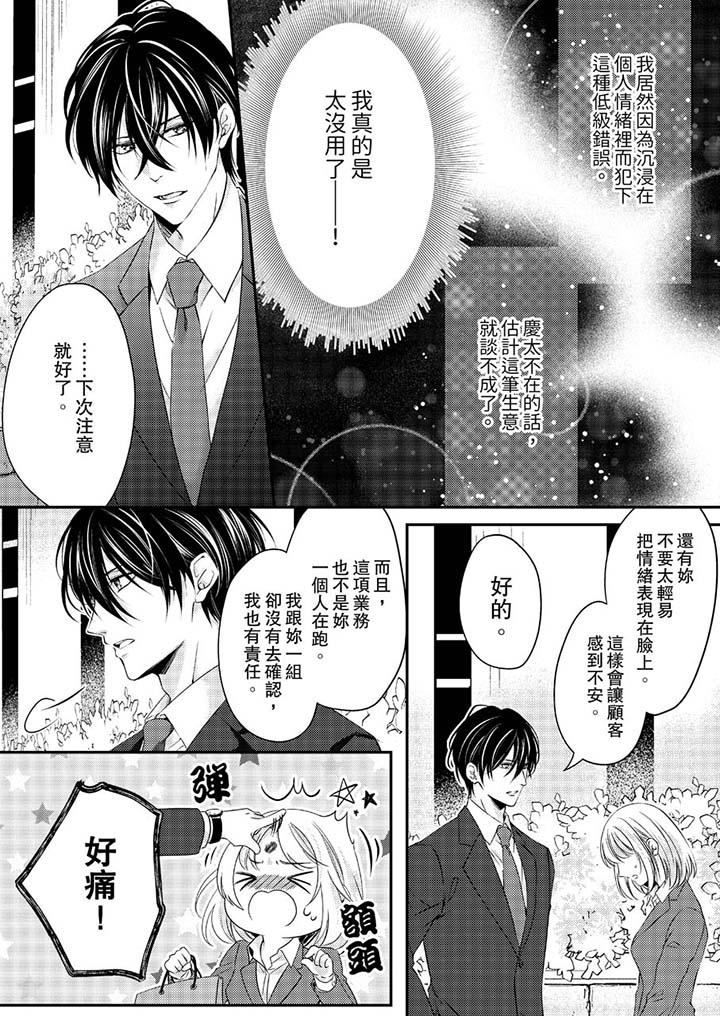 我居然因為沉浸在
個人情緒裡而犯下
這種低級錯誤。
慶太不在的話，
估計這筆生意
就談不成了。
我真的是
太沒用了——！
……下次注意
就好了。
還有妳
不要太輕易
把情緒表現在臉上。
這樣會讓顧客
感到不安。
好的。
而且，
這項業務
也不是妳
一個人在跑。
我跟妳一組
卻沒有去確認，
我也有責任。
彈
額頭
好痛！